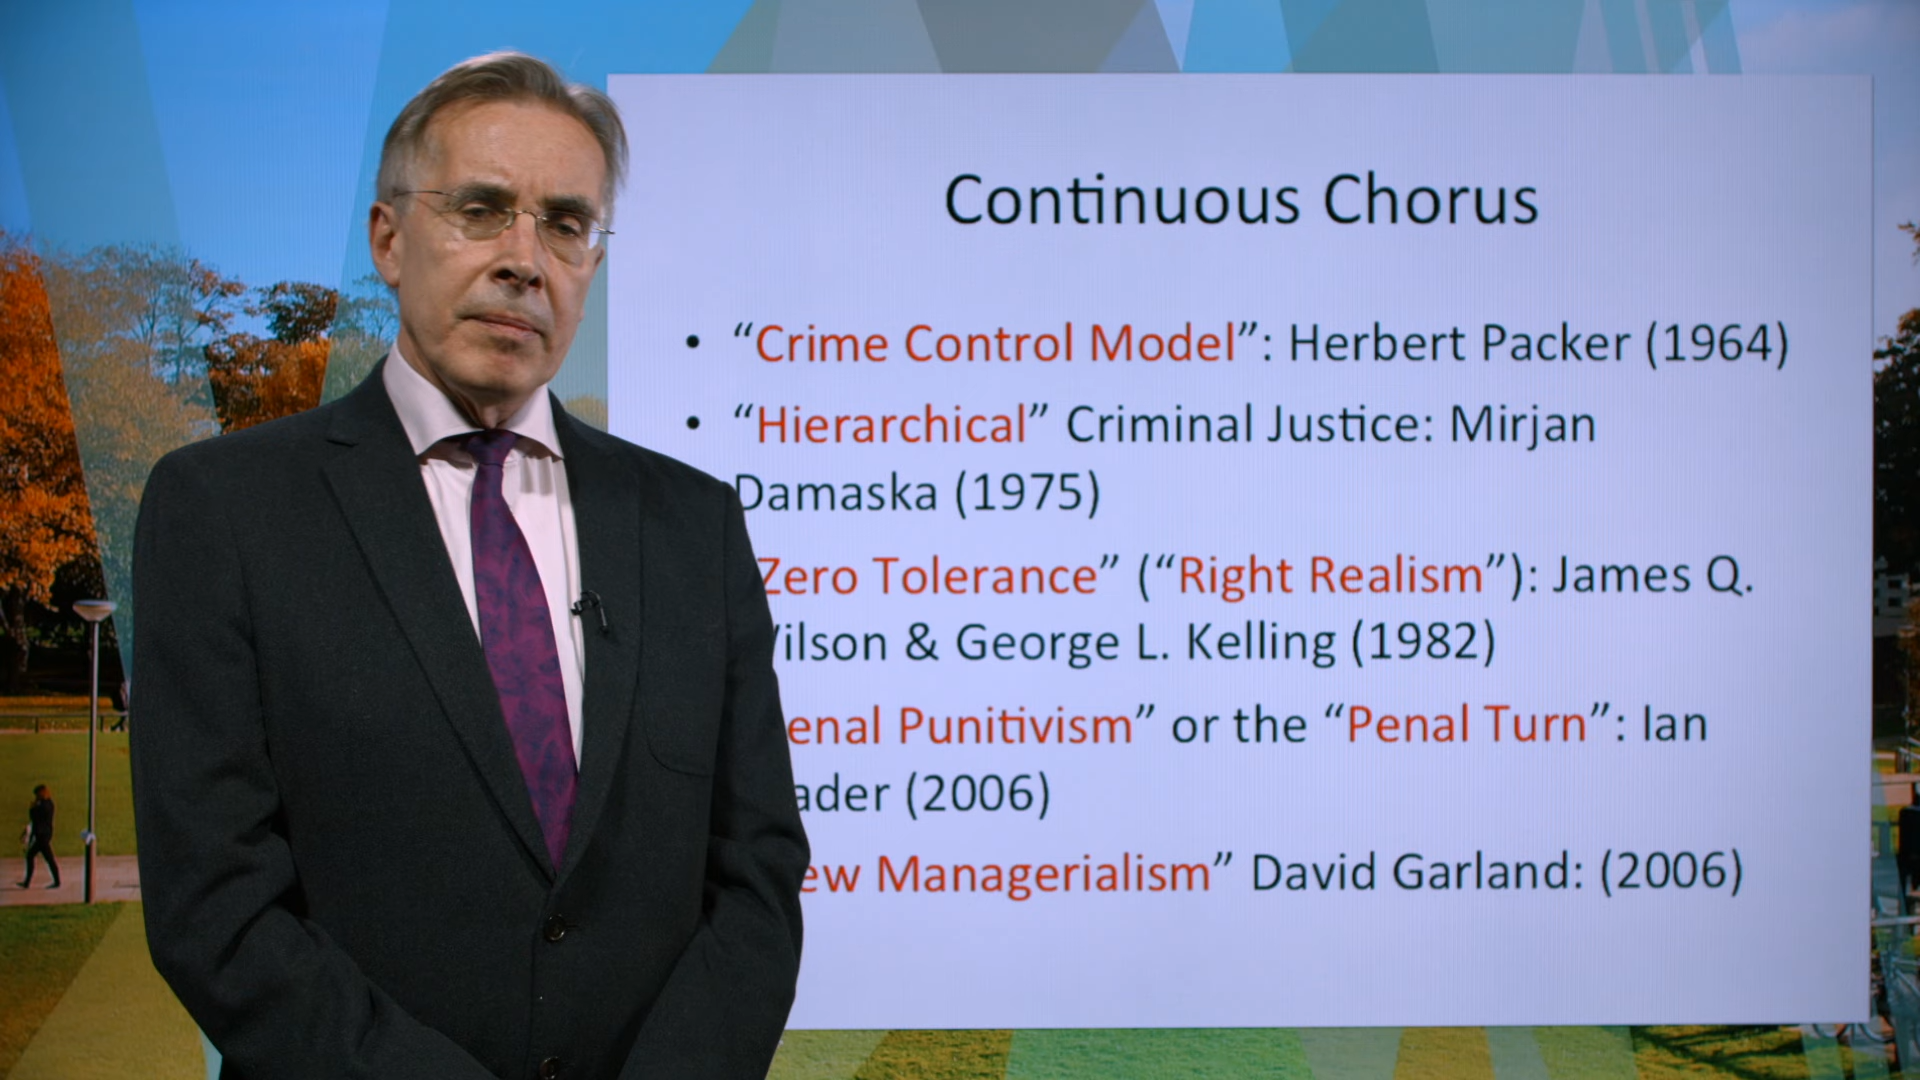 Continuous Chorus
• “Crime Control Model”: Herbert Packer (1964)
• “Hierarchical” Criminal Justice: Mirjan
Damaska (1975)
Zero Tolerance” (“Right Realism”): James Q.
ilson & George L. Kelling (1982)
enal Punitivism” or the “Penal Turn”: Ian
ader (2006)
ew Managerialism” David Garland: (2006)